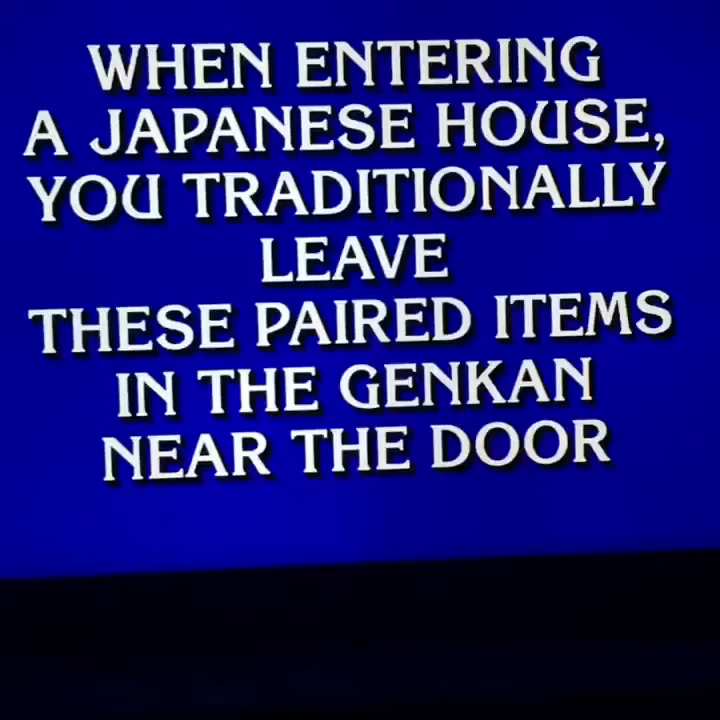 WHEN ENTERING
A JAPANESE HOUSE,
YOU TRADITIONALLY
LEAVE
THESE PAIRED ITEMS
IN THE GENKAN
NEAR THE DOOR